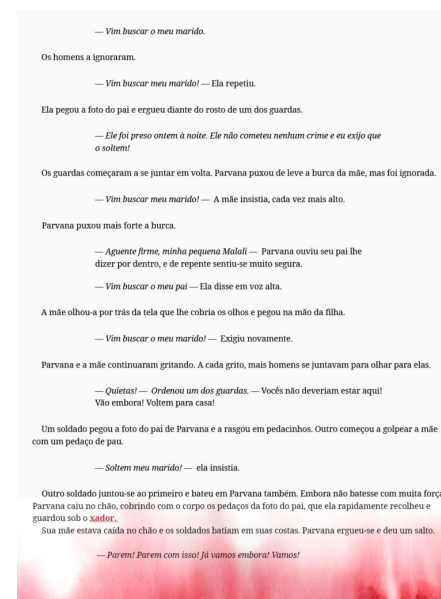 — Vim buscar o meu marido.
Os homens a ignoraram.
— Vim buscar meu marido! — Ela repetiu.
Ela pegou a foto do pai e ergueu diante do rosto de um dos guardas.
— Ele foi preso ontem à noite. Ele não cometeu nenhum crime e eu exijo que
o soltem!
Os guardas começaram a se juntar em volta. Parvana puxou de leve a burca da mãe, mas foi ignorada.
— Vim buscar meu marido! — A mãe insistia, cada vez mais alto.
Parvana puxou mais forte a burca.
— Aguente firme, minha pequena Malali — Parvana ouviu seu pai lhe
dizer por dentro, e de repente sentiu-se muito segura.
— Vim buscar o meu pai — Ela disse em voz alta.
A mãe olhou-a por trás da tela que lhe cobria os olhos e pegou na mão da filha.
— Vim buscar o meu marido! — Exigiu novamente.
Parvana e a mãe continuaram gritando. A cada grito, mais homens se juntavam para olhar para elas.
— Quietas! — Ordenou um dos guardas. — Vocês não deveriam estar aqui!
Vão embora! Voltem para casa!
Um soldado pegou a foto do pai de Parvana e a rasgou em pedacinhos. Outro começou a golpear a mãe
com um pedaço de pau.
— Soltem meu marido! — ela insistia.
Outro soldado juntou-se ao primeiro e bateu em Parvana também. Embora não batesse com muita força
Parvana caiu no chão, cobrindo com o corpo os pedaços da foto do pai, que ela rapidamente recolheu e
guardou sob o xador.
Sua mãe estava caída no chão e os soldados batiam em suas costas. Parvana ergueu-se e deu um salto.
— Parem! Parem com isso! Já vamos embora! Vamos!